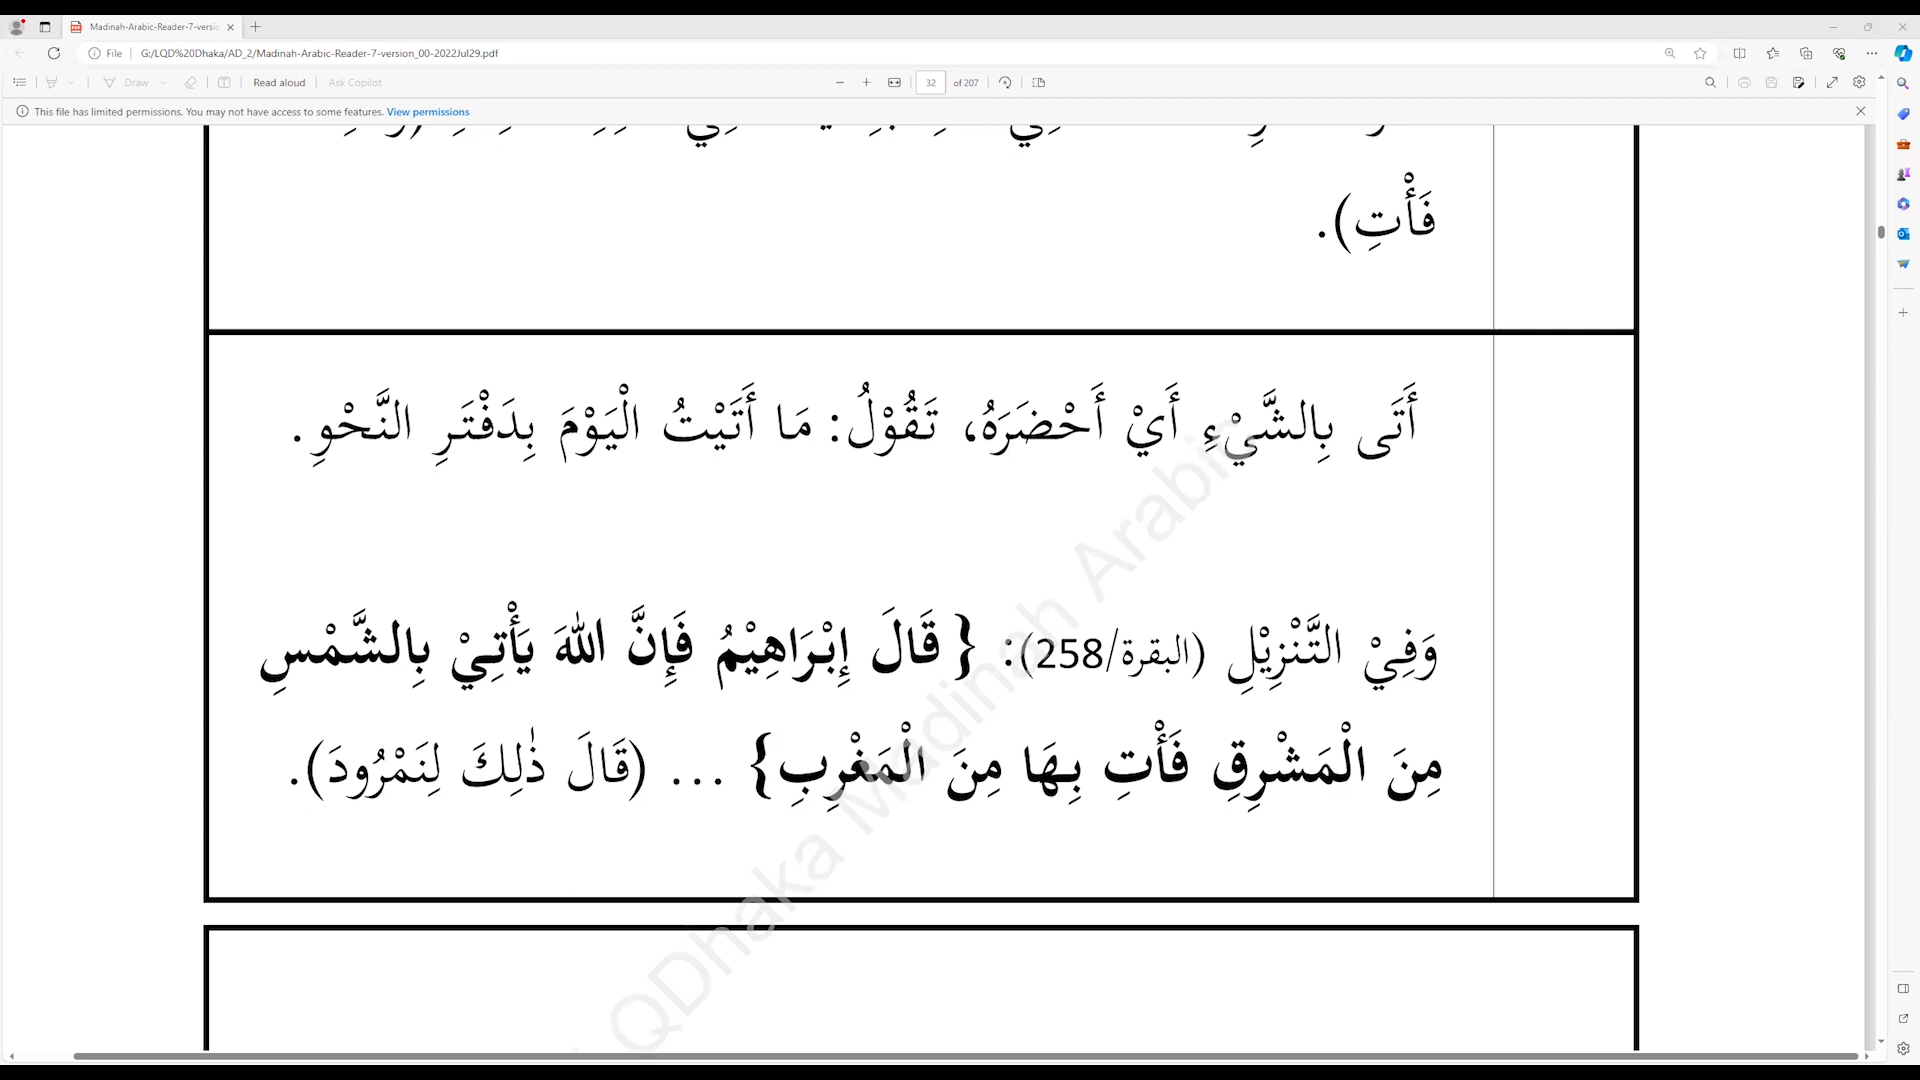 Madinah-Arabic-Reader-7-versio
File
G:/LQD%20Dhaka/AD_2/Madinah-Arabic-Reader-7-version_00-2022Jul29.pdf
Draw
Read aloud
Ask Copilot
32 of 207
This file has limited permissions. You may not have access to some features. View permissions
فَأْتِ).
أَتَى بِالشَّيْءِ أَيْ أَحْضَرَهُ، تَقُوْلُ: مَا أَتَيْتُ الْيَوْمَ بِدَفْتَرِ النَّحْوِ.
وَفِيْ التَّنْزِيْلِ (البقرة/258): {قَالَ إِبْرَاهِيْمُ فَإِنَّ اللهَ يَأْتِيْ بِالشَّمْسِ
مِنَ الْمَشْرِقِ فَأْتِ بِهَا مِنَ الْمَغْرِبِ} ... (قَالَ ذٰلِكَ لِنَمْرُودَ).
QDhaka Madinah Arabic